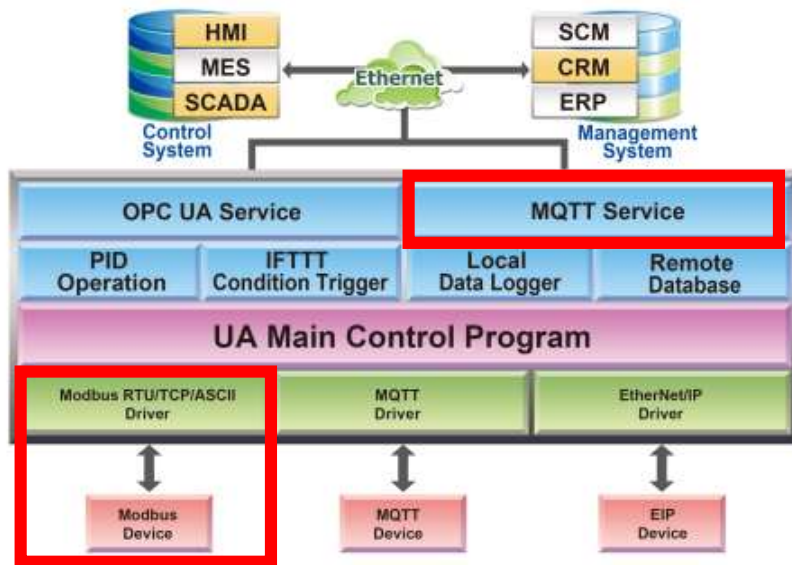 HMI
MES
SCADA
Control
System
Ethernet
SCM
CRM
ERP
Management
System
OPC UA Service
MQTT Service
PID
Operation
IFTTT
Condition Trigger
Local
Data Logger
Remote
Database
UA Main Control Program
Modbus RTU/TCP/ASCII
Driver
MQTT
Driver
EtherNet/IP
Driver
Modbus
Device
MQTT
Device
EIP
Device